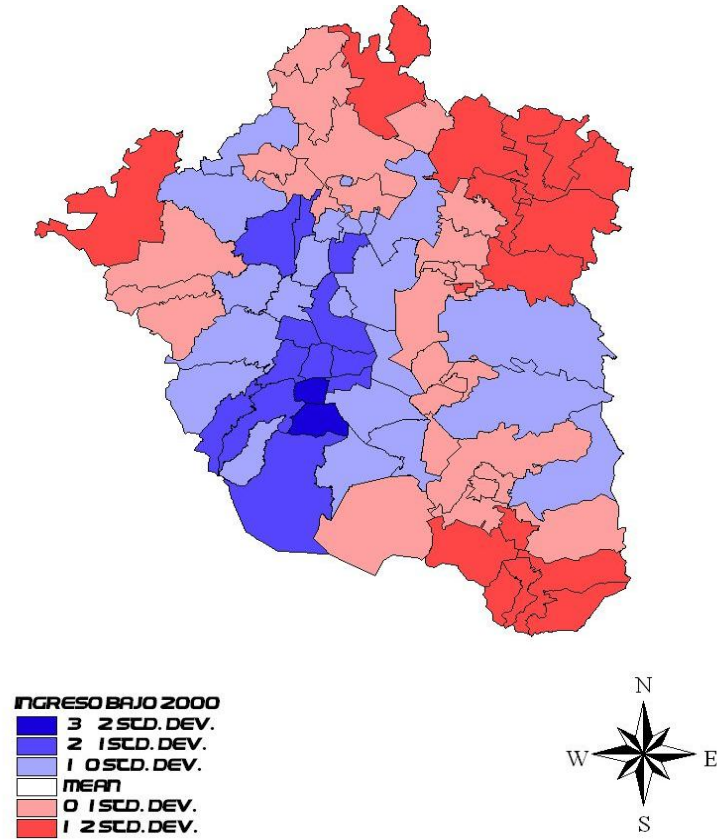 INGRESO BAJO 2000
3 2 STD. DEV.
2 1 STD. DEV.
1 0 STD. DEV.
MEAN
0 1 STD. DEV.
1 2 STD. DEV.
N
W E
S